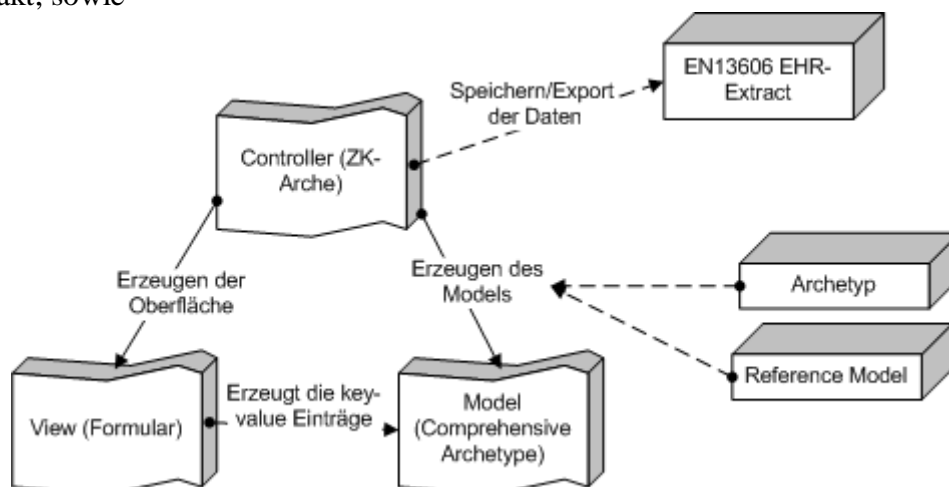 akt, sowie
EN13606 EHR-
Extract
Speichern/Export
der Daten
Controller (ZK-
Arche)
Erzeugen der
Oberfläche
Erzeugen des
Models
Archetyp
Reference Model
View (Formular)
Erzeugt die key-
value Einträge
Model
(Comprehensive
Archetype)